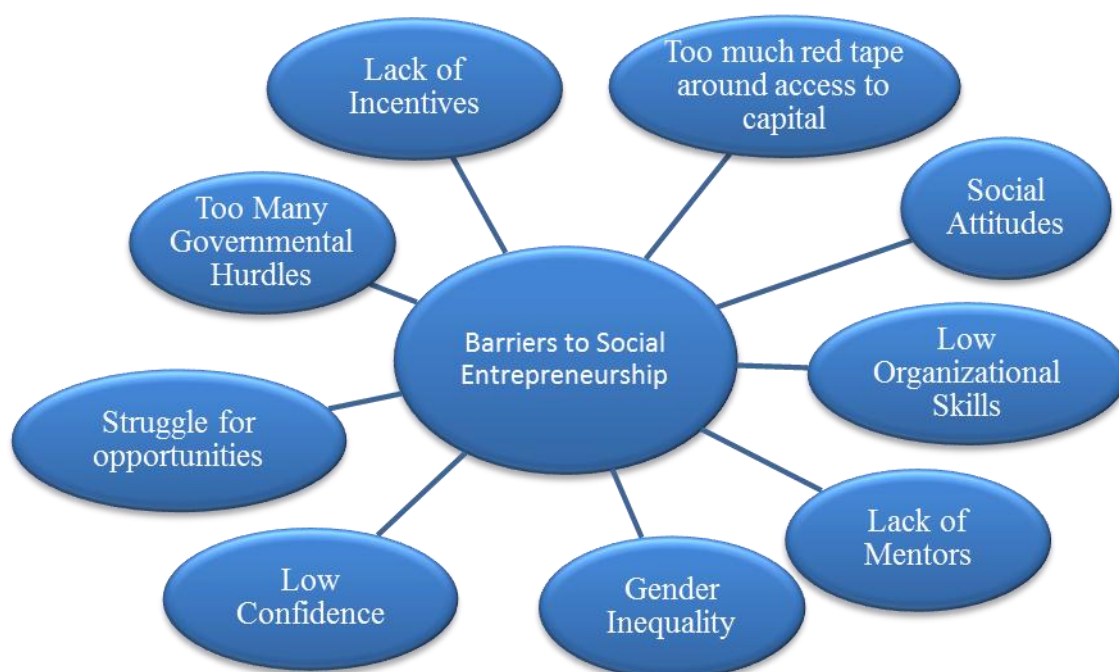 Lack of
Incentives
Too much red tape
around access to
capital
Social
Attitudes
Too Many
Governmental
Hurdles
Barriers to Social
Entrepreneurship
Low
Organizational
Skills
Struggle for
opportunities
Lack of
Mentors
Low
Confidence
Gender
Inequality